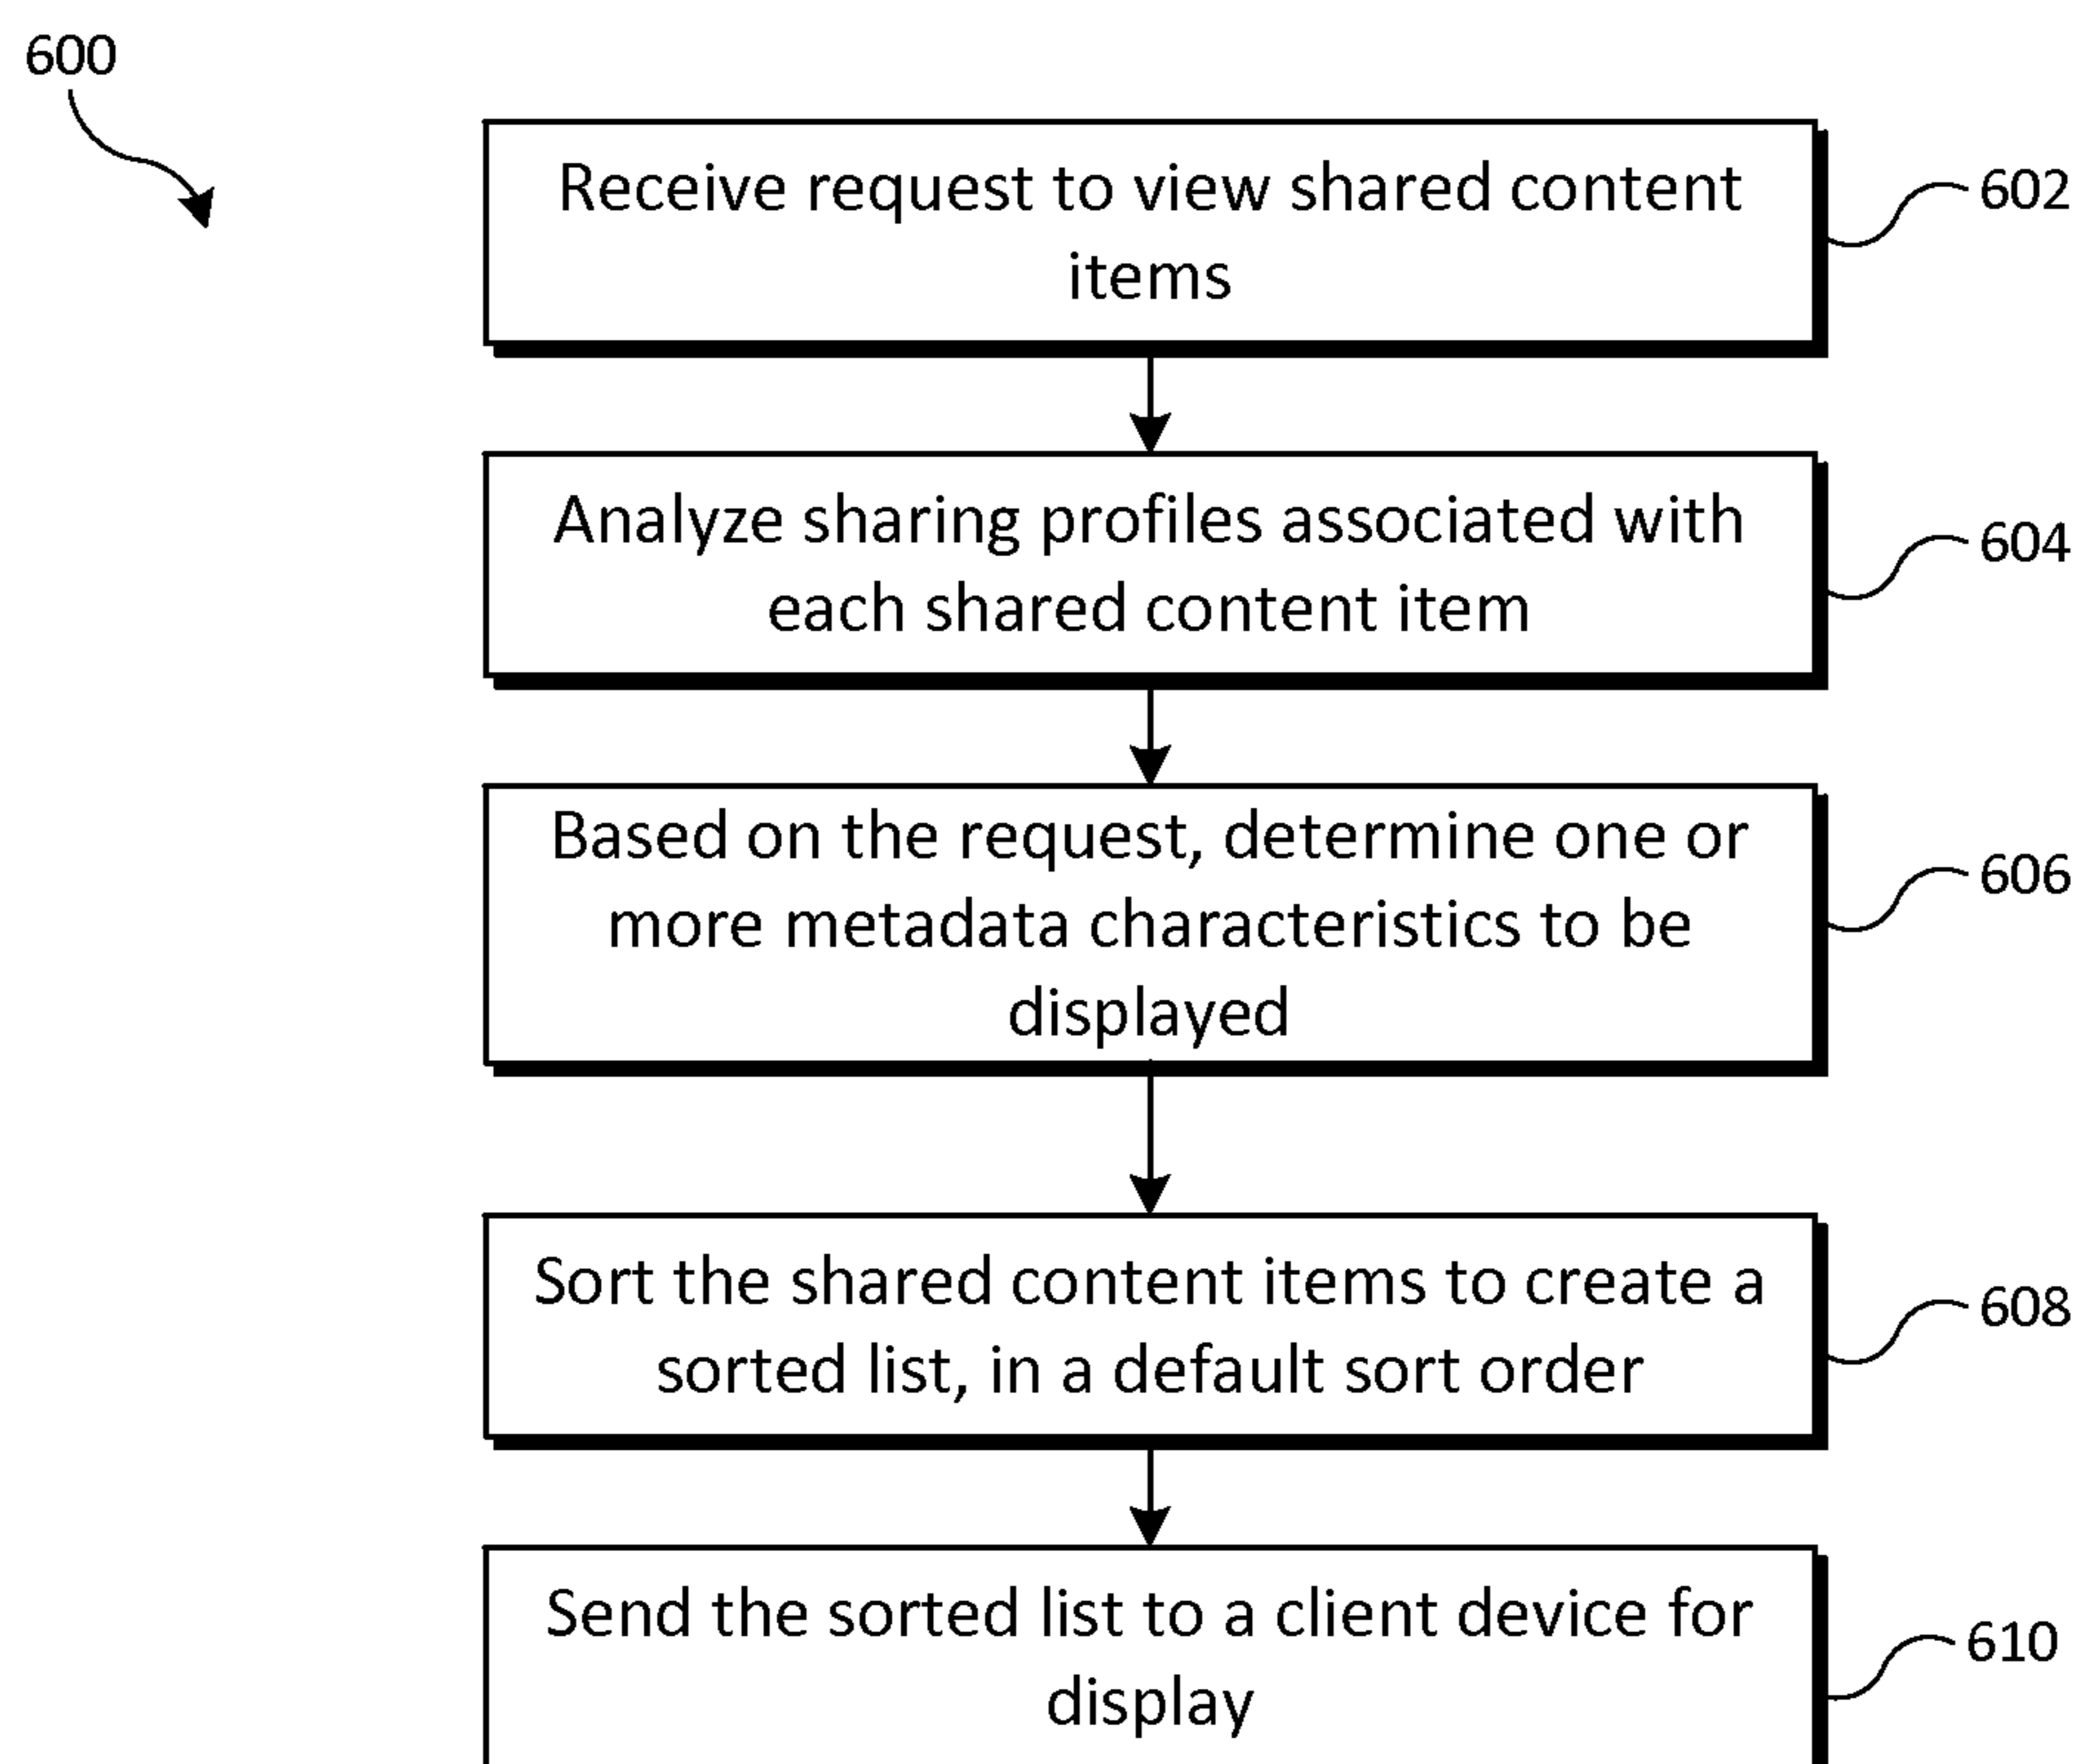 600
Receive request to view shared content
items
602
Analyze sharing profiles associated with
each shared content item
604
Based on the request, determine one or
more metadata characteristics to be
displayed
606
Sort the shared content items to create a
sorted list, in a default sort order
608
Send the sorted list to a client device for
display
610